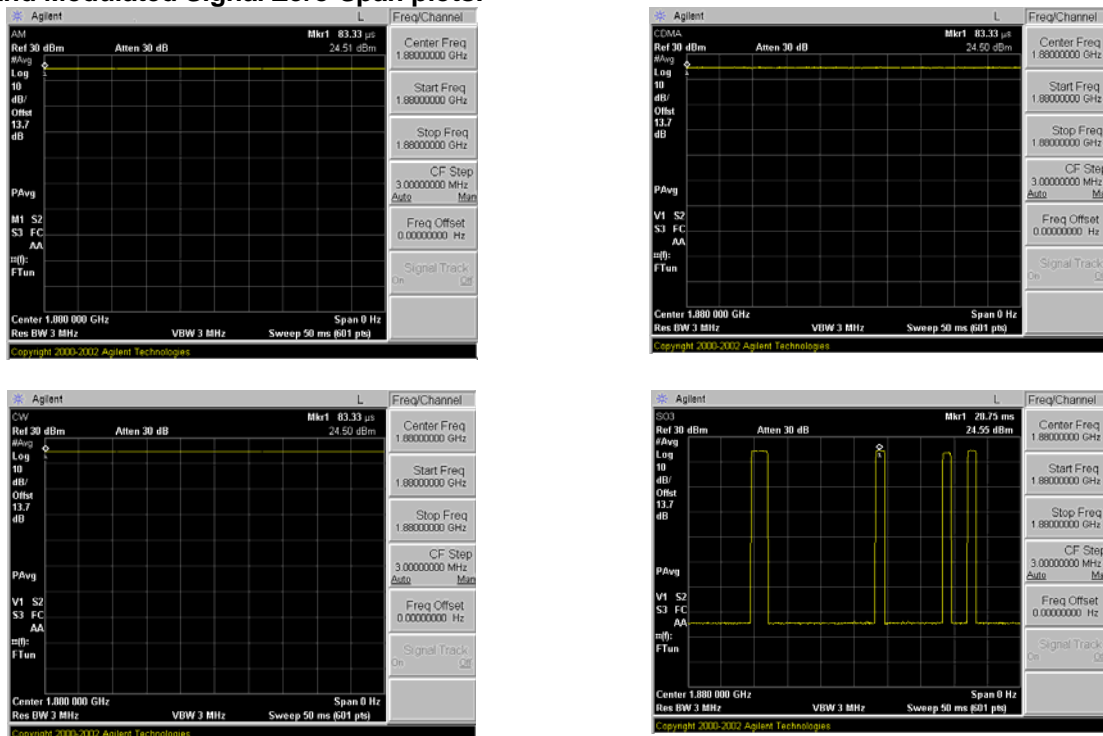 and Modulated Signal Zero-Span plots:
Agilent L Freq/Channel
AM Mkr1 83.33 µs
Ref 30 dBm Atten 30 dB 24.51 dBm
#Avg
Log
10
dB/
Offst
13.7
dB
PAvg
M1 S2
S3 FC
AA
¤(f):
FTun
Center 1.880 000 GHz Span 0 Hz
Res BW 3 MHz VBW 3 MHz Sweep 50 ms (601 pts)
Copyright 2000-2002 Agilent Technologies
Center Freq
1.88000000 GHz
Start Freq
1.88000000 GHz
Stop Freq
1.88000000 GHz
CF Step
3.00000000 MHz
Auto Man
Freq Offset
0.00000000 Hz
Signal Track
On Off
Agilent L Freq/Channel
CDMA Mkr1 83.33 µs
Ref 30 dBm Atten 30 dB 24.50 dBm
#Avg
Log
10
dB/
Offst
13.7
dB
PAvg
V1 S2
S3 FC
AA
¤(f):
FTun
Center 1.880 000 GHz Span 0 Hz
Res BW 3 MHz VBW 3 MHz Sweep 50 ms (601 pts)
Copyright 2000-2002 Agilent Technologies
Center Freq
1.88000000 GHz
Start Freq
1.88000000 GHz
Stop Freq
1.88000000 GHz
CF Step
3.00000000 MHz
Auto
Freq Offset
0.00000000 Hz
Signal Track
On
Agilent L Freq/Channel
CW Mkr1 83.33 µs
Ref 30 dBm Atten 30 dB 24.50 dBm
#Avg
Log
10
dB/
Offst
13.7
dB
PAvg
V1 S2
S3 FC
AA
¤(f):
FTun
Center 1.880 000 GHz Span 0 Hz
Res BW 3 MHz VBW 3 MHz Sweep 50 ms (601 pts)
Copyright 2000-2002 Agilent Technologies
Center Freq
1.88000000 GHz
Start Freq
1.88000000 GHz
Stop Freq
1.88000000 GHz
CF Step
3.00000000 MHz
Auto Man
Freq Offset
0.00000000 Hz
Signal Track
On Off
Agilent L Freq/Channel
SO3 Mkr1 28.75 ms
Ref 30 dBm Atten 30 dB 24.55 dBm
#Avg
Log
10
dB/
Offst
13.7
dB
PAvg
V1 S2
S3 FC
AA
¤(f):
FTun
Center 1.880 000 GHz Span 0 Hz
Res BW 3 MHz VBW 3 MHz Sweep 50 ms (601 pts)
Copyright 2000-2002 Agilent Technologies
Center Freq
1.88000000 GHz
Start Freq
1.88000000 GHz
Stop Freq
1.88000000 GHz
CF Step
3.00000000 MHz
Auto
Freq Offset
0.00000000 Hz
Signal Track
On